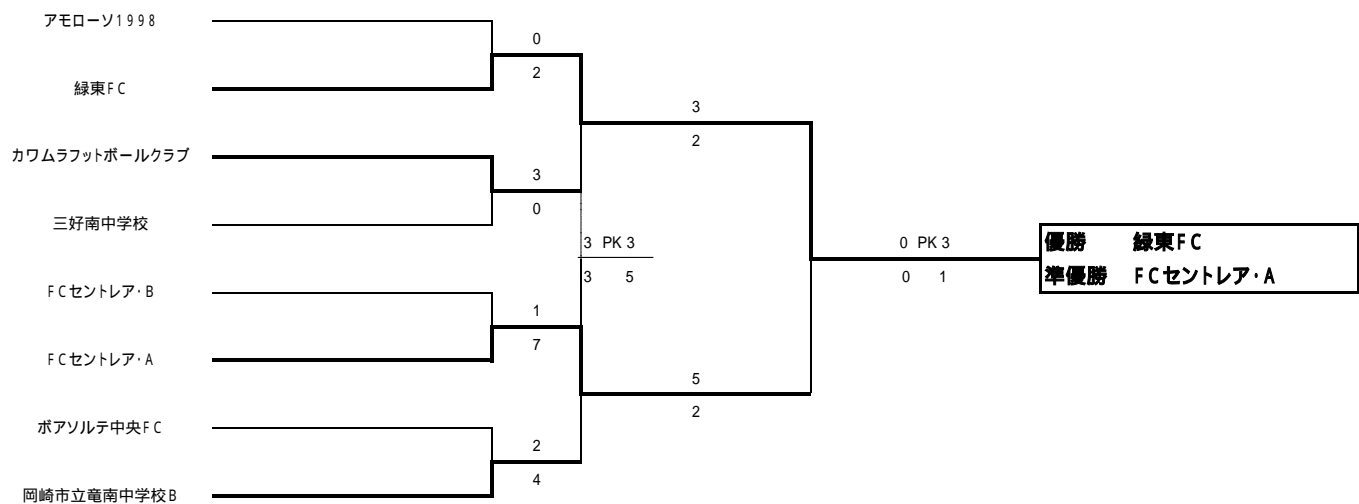 アモローソ1998
0
2
緑東FC
3
2
カワムラフットボールクラブ
3
0
三好南中学校
3 PK 3
3 5
0 PK 3
0 1
優勝 緑東FC
準優勝 FCセントレア・A
FCセントレア・B
1
7
FCセントレア・A
5
2
ボアソルテ中央FC
2
4
岡崎市立竜南中学校B